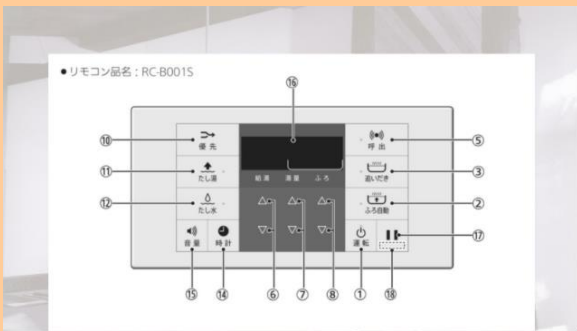 ●リモコン品名：RC-B001S
⑯
⑩ 優先
呼出 ⑤
⑪ たし湯
給湯 湯量 ふろ
追いだき ③
⑫ たし水
ふろ自動 ②
音量 時計
運転 ⑰
⑮ ⑭ ⑥ ⑦ ⑧ ① ⑱